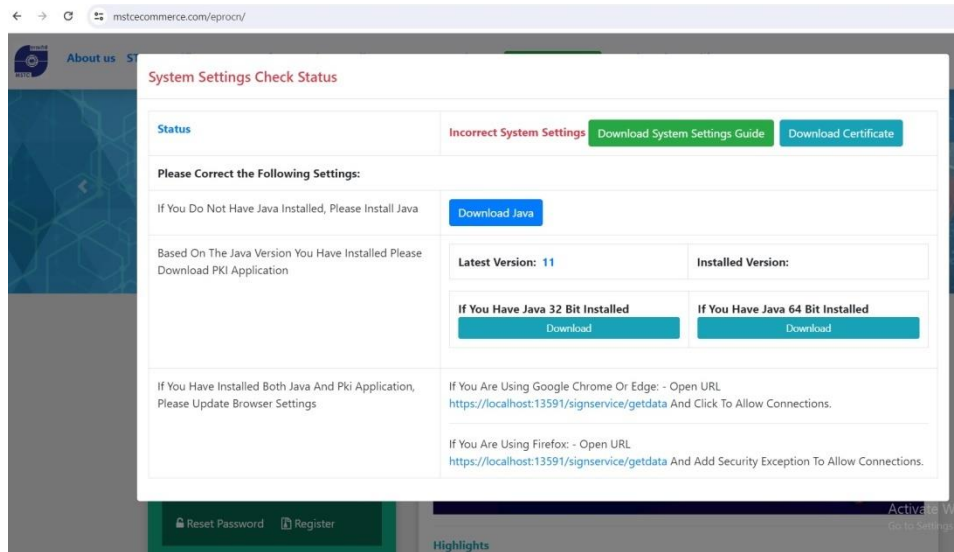 mstcecommerce.com/eprocn/
MSTC
About us
System Settings Check Status
Status
Incorrect System Settings
Download System Settings Guide
Download Certificate
Please Correct the Following Settings:
If You Do Not Have Java Installed, Please Install Java
Download Java
Based On The Java Version You Have Installed Please
Download PKI Application
Latest Version: 11
Installed Version:
If You Have Java 32 Bit Installed
Download
If You Have Java 64 Bit Installed
Download
If You Have Installed Both Java And Pki Application,
Please Update Browser Settings
If You Are Using Google Chrome Or Edge: - Open URL
https://localhost:13591/signservice/getdata And Click To Allow Connections.
If You Are Using Firefox: - Open URL
https://localhost:13591/signservice/getdata And Add Security Exception To Allow Connections.
Reset Password
Register
Highlights
Activate W
Go to Settings